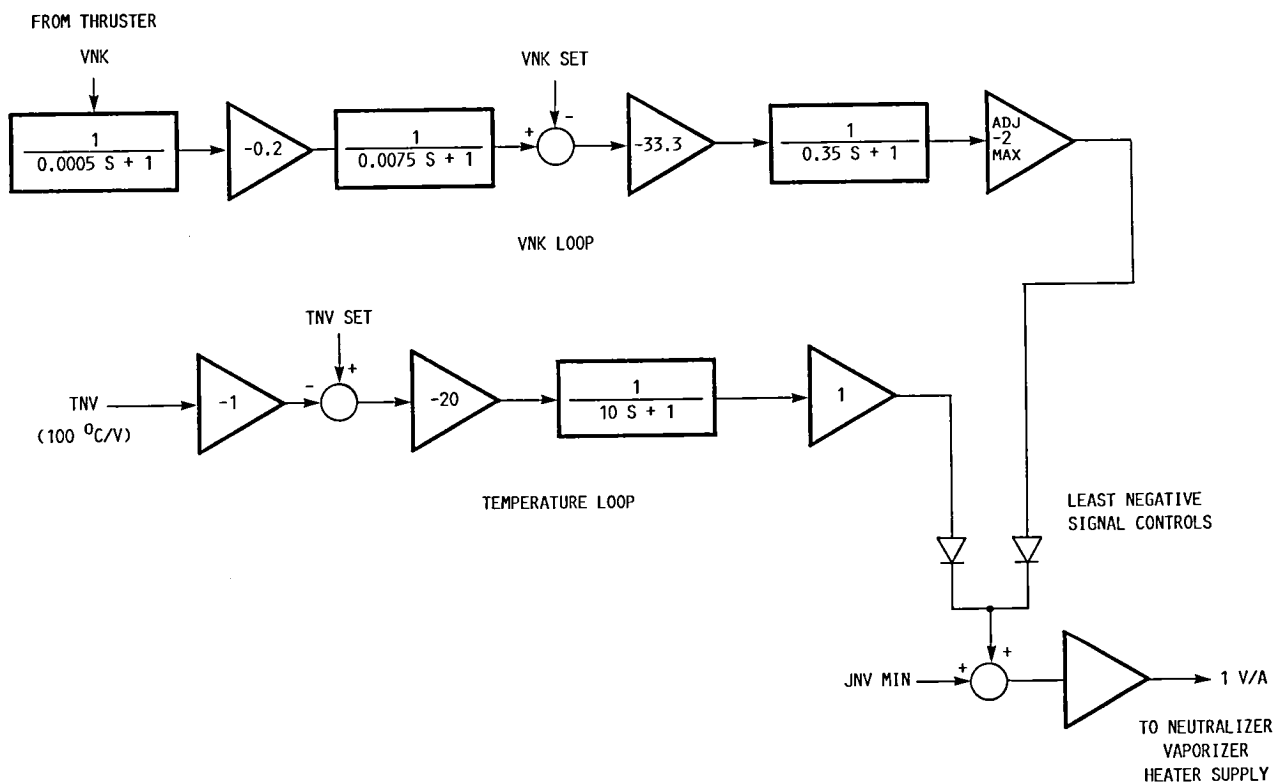 FROM THRUSTER
VNK
1
0.0005 S + 1
-0.2
1
0.0075 S + 1
VNK SET
+
-
-33.3
1
0.35 S + 1
ADJ
-2
MAX
VNK LOOP
TNV
(100 ºC/V)
-1
TNV SET
-
+
-20
1
10 S + 1
1
TEMPERATURE LOOP
LEAST NEGATIVE
SIGNAL CONTROLS
JNV MIN
+
+
1 V/A
TO NEUTRALIZER
VAPORIZER
HEATER SUPPLY